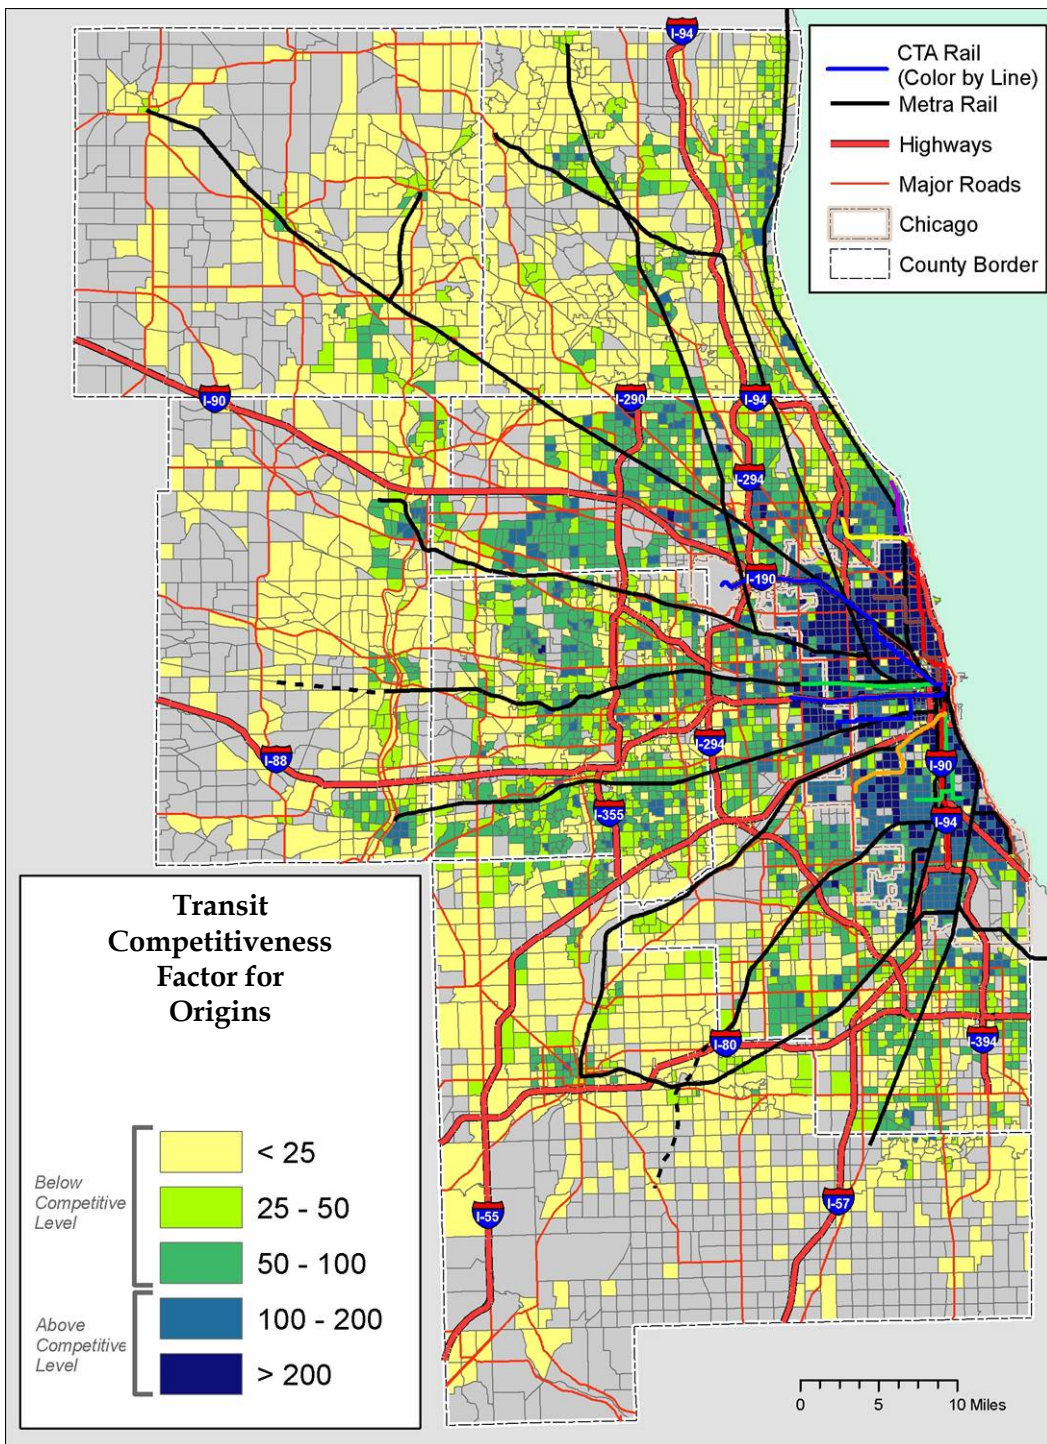 I-94
CTA Rail
(Color by Line)
Metra Rail
Highways
Major Roads
Chicago
County Border
I-90
I-290
I-94
I-294
I-190
I-88
I-294
I-90
I-355
I-94
I-80
I-394
I-55
I-57
Transit
Competitiveness
Factor for
Origins
Below
Competitive
Level
< 25
25 - 50
50 - 100
Above
Competitive
Level
100 - 200
> 200
0 5 10 Miles